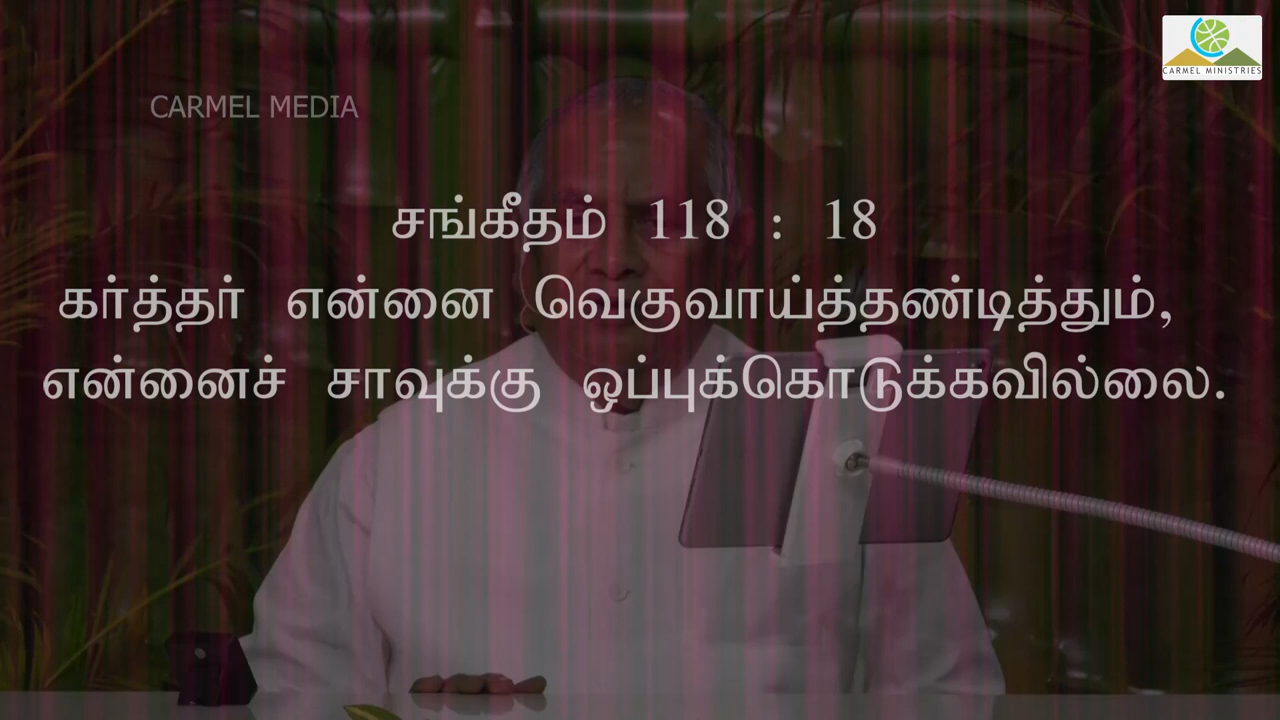 CARMEL MINISTRIES
CARMEL MEDIA
சங்கீதம் 118 : 18
கர்த்தர் என்னை வெகுவாய்த்தண்டித்தும்,
என்னைச் சாவுக்கு ஒப்புக்கொடுக்கவில்லை.